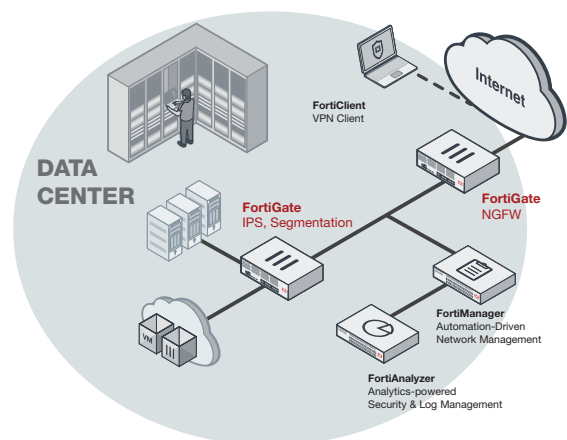 Internet
FortiClient
VPN Client
DATA
CENTER
FortiGate
NGFW
FortiGate
IPS, Segmentation
VM
FortiManager
Automation-Driven
Network Management
FortiAnalyzer
Analytics-powered
Security & Log Management